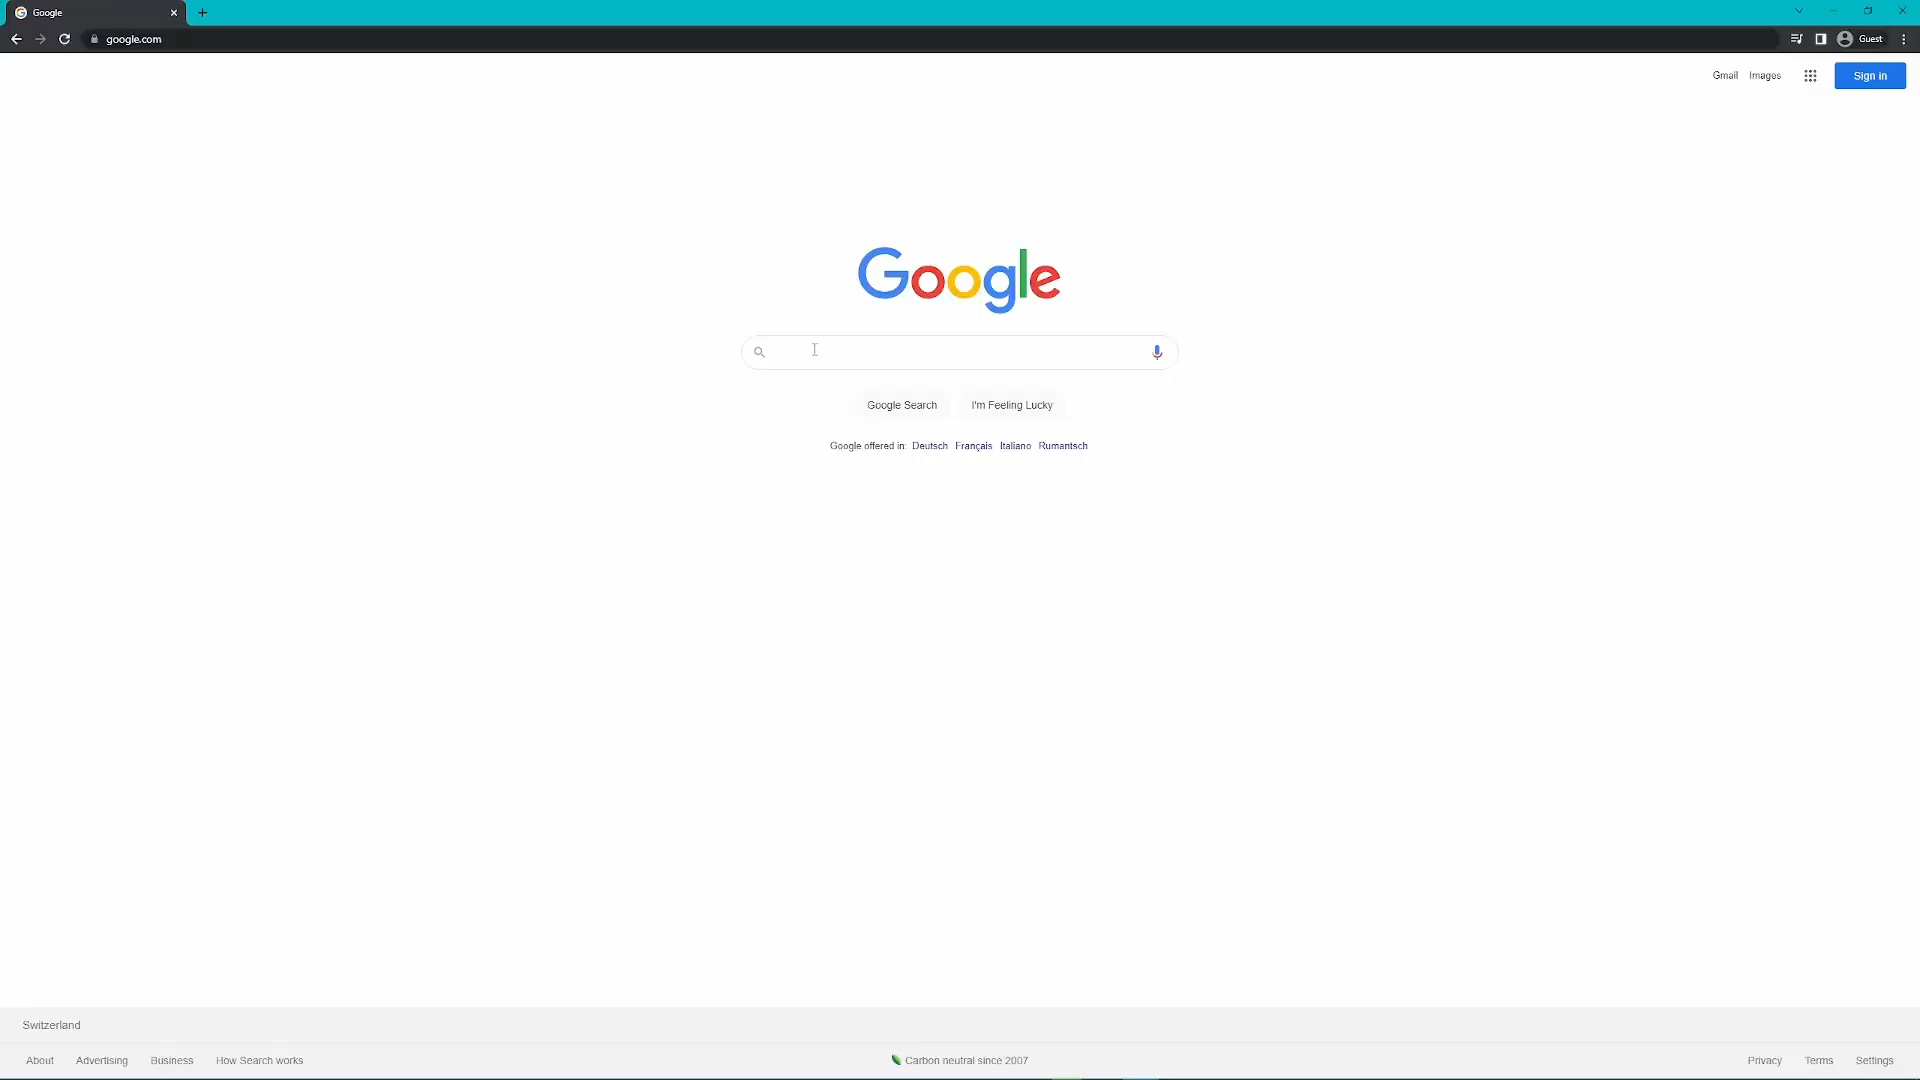 Google
google.com
Guest
Gmail Images
Sign in
Google
Google Search I'm Feeling Lucky
Google offered in: Deutsch Français Italiano Rumantsch
Switzerland
About Advertising Business How Search works Carbon neutral since 2007 Privacy Terms Settings